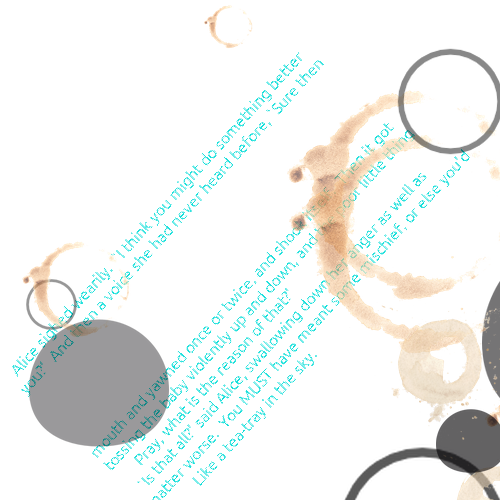 Alice sighed wearily. `I think you might do something better
you?' And then a voice she had never heard before, `Sure then
mouth and yawned once or twice, and shook it got
tossing the baby violently up and down, and poor little thing
Pray, what is the reason of that?'
`Is that all?' said Alice, swallowing down her anger as well as
matter worse. You MUST have meant some mischief, or else you'd
Like a tea-tray in the sky.